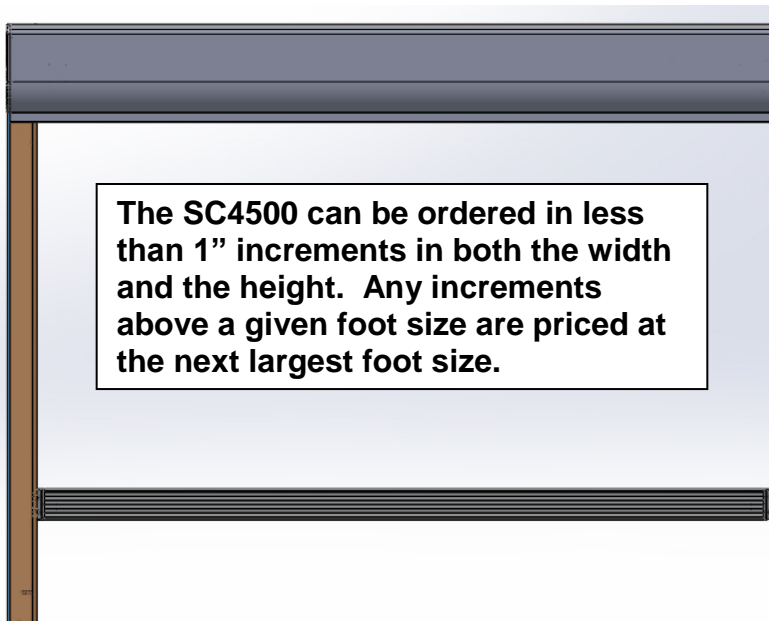 The SC4500 can be ordered in less
than 1” increments in both the width
and the height.  Any increments
above a given foot size are priced at
the next largest foot size.